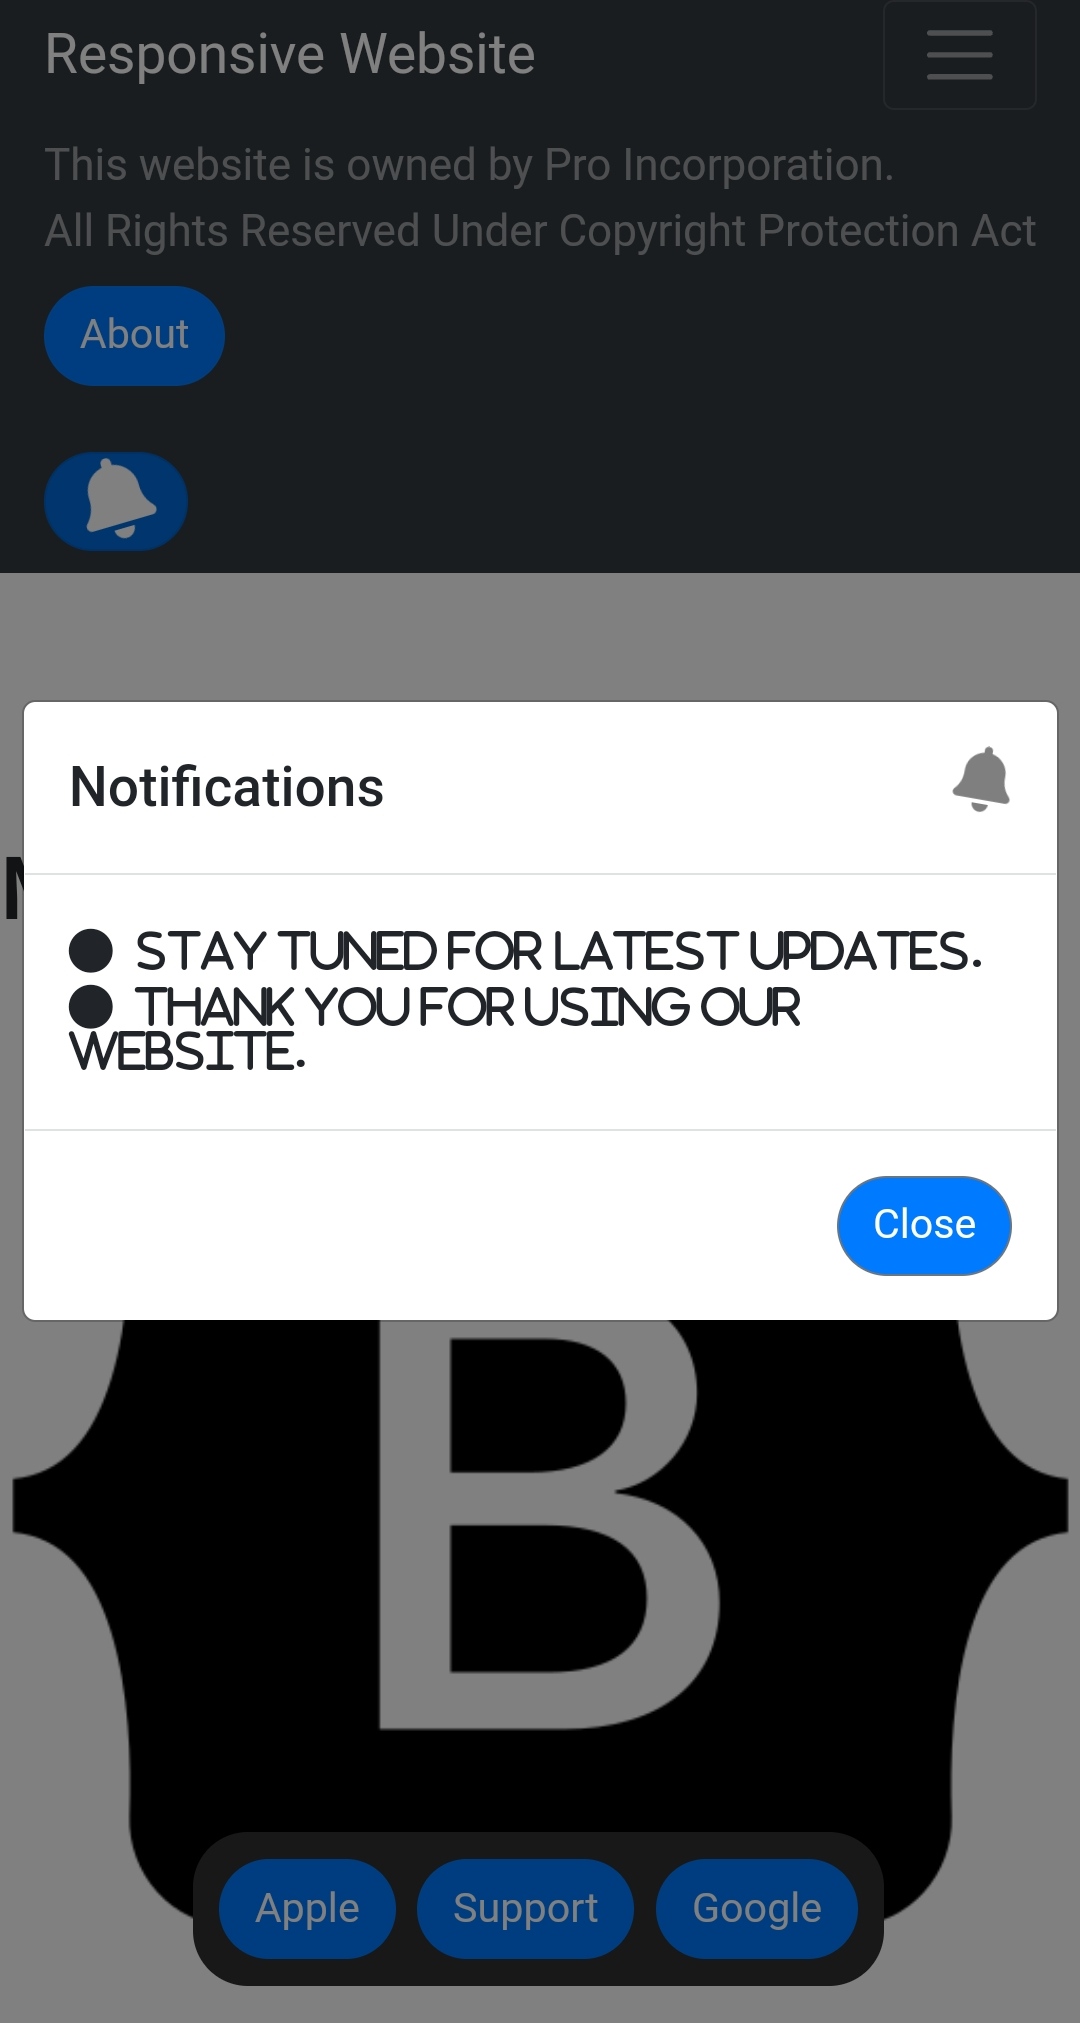 Responsive Website
This website is owned by Pro Incorporation.
All Rights Reserved Under Copyright Protection Act
About
Notifications
● STAY TUNED FOR LATEST UPDATES.
● THANK YOU FOR USING OUR
WEBSITE.
Close
B
Apple Support Google